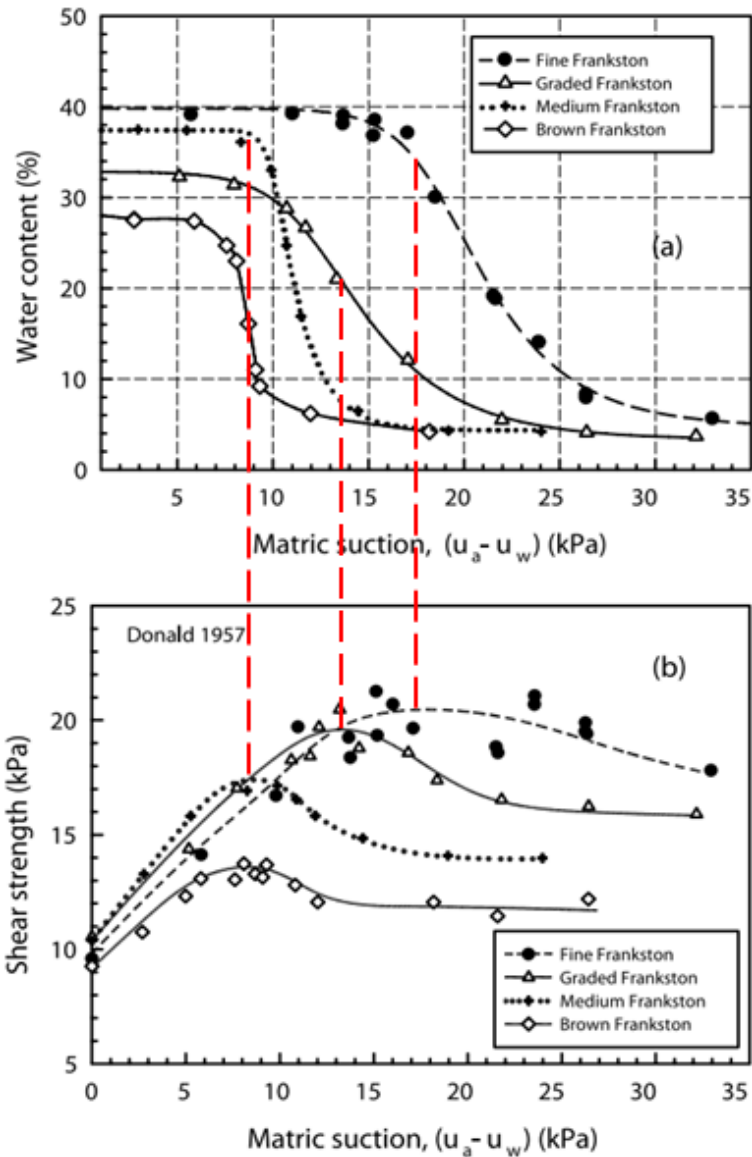 50
40
30
20
10
0
Water content (%)
Fine Frankston
Graded Frankston
Medium Frankston
Brown Frankston
(a)
5 10 15 20 25 30 35
Matric suction, (uₐ- u_w) (kPa)
25
20
15
10
5
Shear strength (kPa)
Donald 1957
(b)
Fine Frankston
Graded Frankston
Medium Frankston
Brown Frankston
0 5 10 15 20 25 30 35
Matric suction, (uₐ- u_w) (kPa)